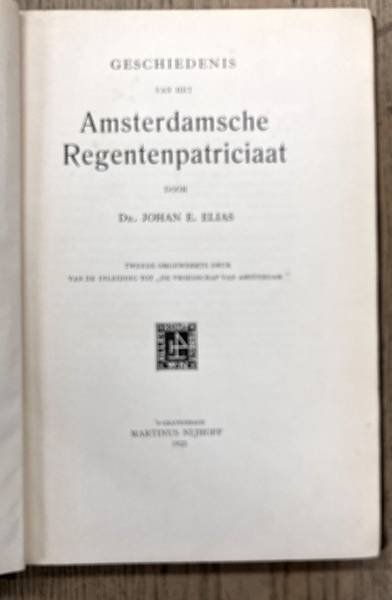 GESCHIEDENIS
VAN HET
Amsterdamsche
Regentenpatriciaat
DOOR
Dr. JOHAN E. ELIAS
TWEEDE OMGEWERKTE DRUK
VAN DE INLEIDING TOT „DE VROEDSCHAP VAN AMSTERDAM"
'S-GRAVENHAGE
MARTINUS NIJHOFF